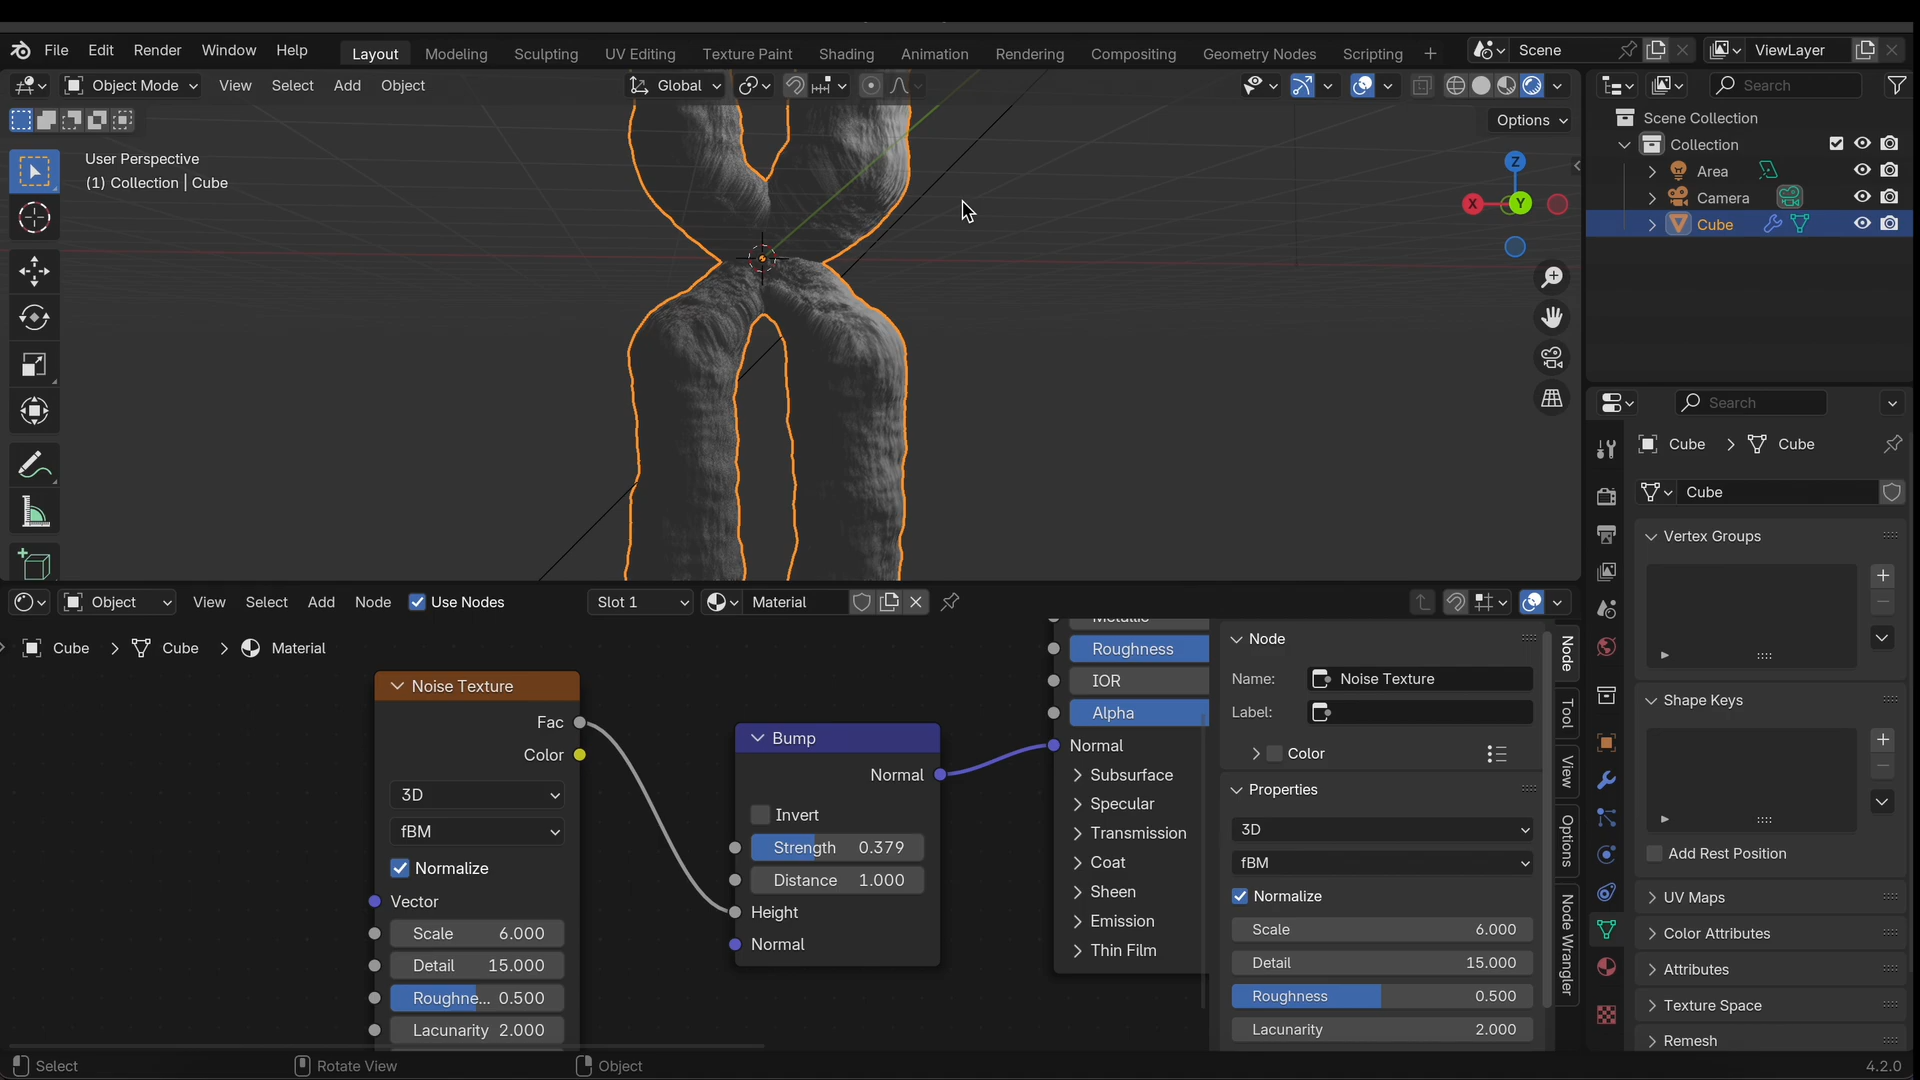 File Edit Render Window Help Layout Modeling Sculpting UV Editing Texture Paint Shading Animation Rendering Compositing Geometry Nodes Scripting + Scene ViewLayer
Object Mode View Select Add Object Global Search
Options
User Perspective
(1) Collection | Cube
Z
X
Y
Scene Collection
Collection
Area
Camera
Cube
Search
Cube Cube
Cube
Vertex Groups
Shape Keys
Add Rest Position
UV Maps
Color Attributes
Attributes
Texture Space
Remesh
Object View Select Add Node Use Nodes Slot 1 Material
Cube Cube Material
Noise Texture
Fac
Color
3D
fBM
Normalize
Vector
Scale 6.000
Detail 15.000
Roughne... 0.500
Lacunarity 2.000
Bump
Normal
Invert
Strength 0.379
Distance 1.000
Height
Normal
Roughness
IOR
Alpha
Normal
Subsurface
Specular
Transmission
Coat
Sheen
Emission
Thin Film
Node
Name: Noise Texture
Label:
Color
Properties
3D
fBM
Normalize
Scale 6.000
Detail 15.000
Roughness 0.500
Lacunarity 2.000
Node
Tool
View
Options
Node Wrangler
Select Rotate View Object 4.2.0